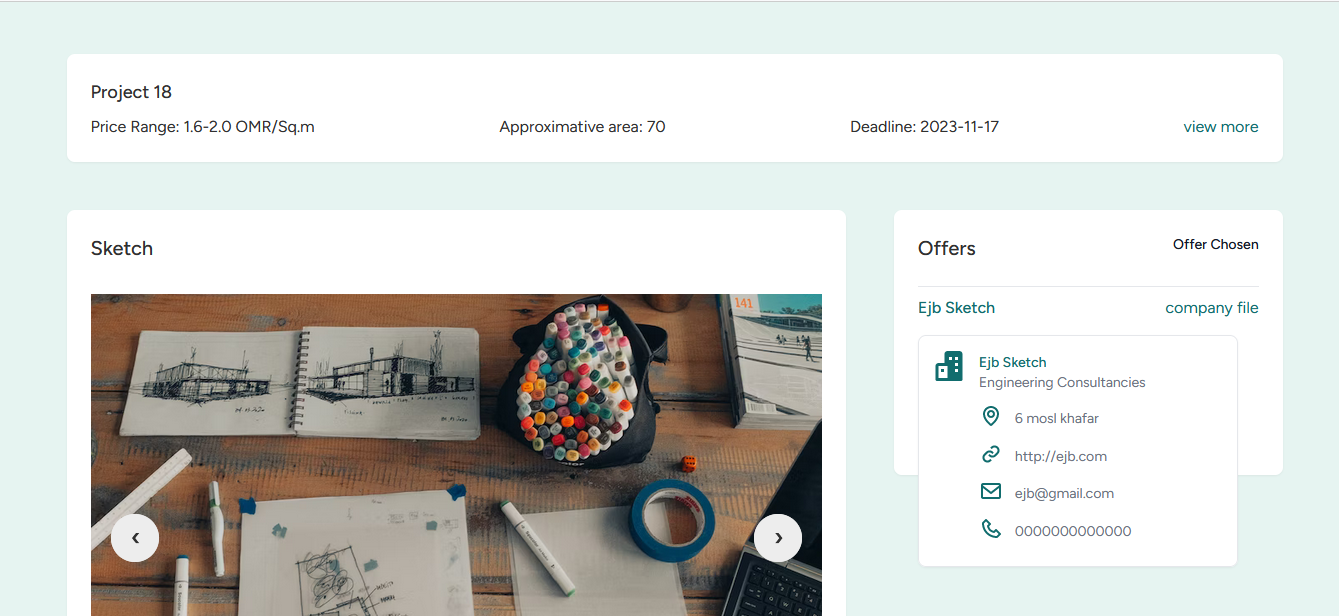 Project 18
Price Range: 1.6-2.0 OMR/Sq.m
Approximative area: 70
Deadline: 2023-11-17
view more
Sketch
141
Offers
Offer Chosen
Ejb Sketch
company file
Ejb Sketch
Engineering Consultancies
6 mosl khafar
http://ejb.com
ejb@gmail.com
0000000000000